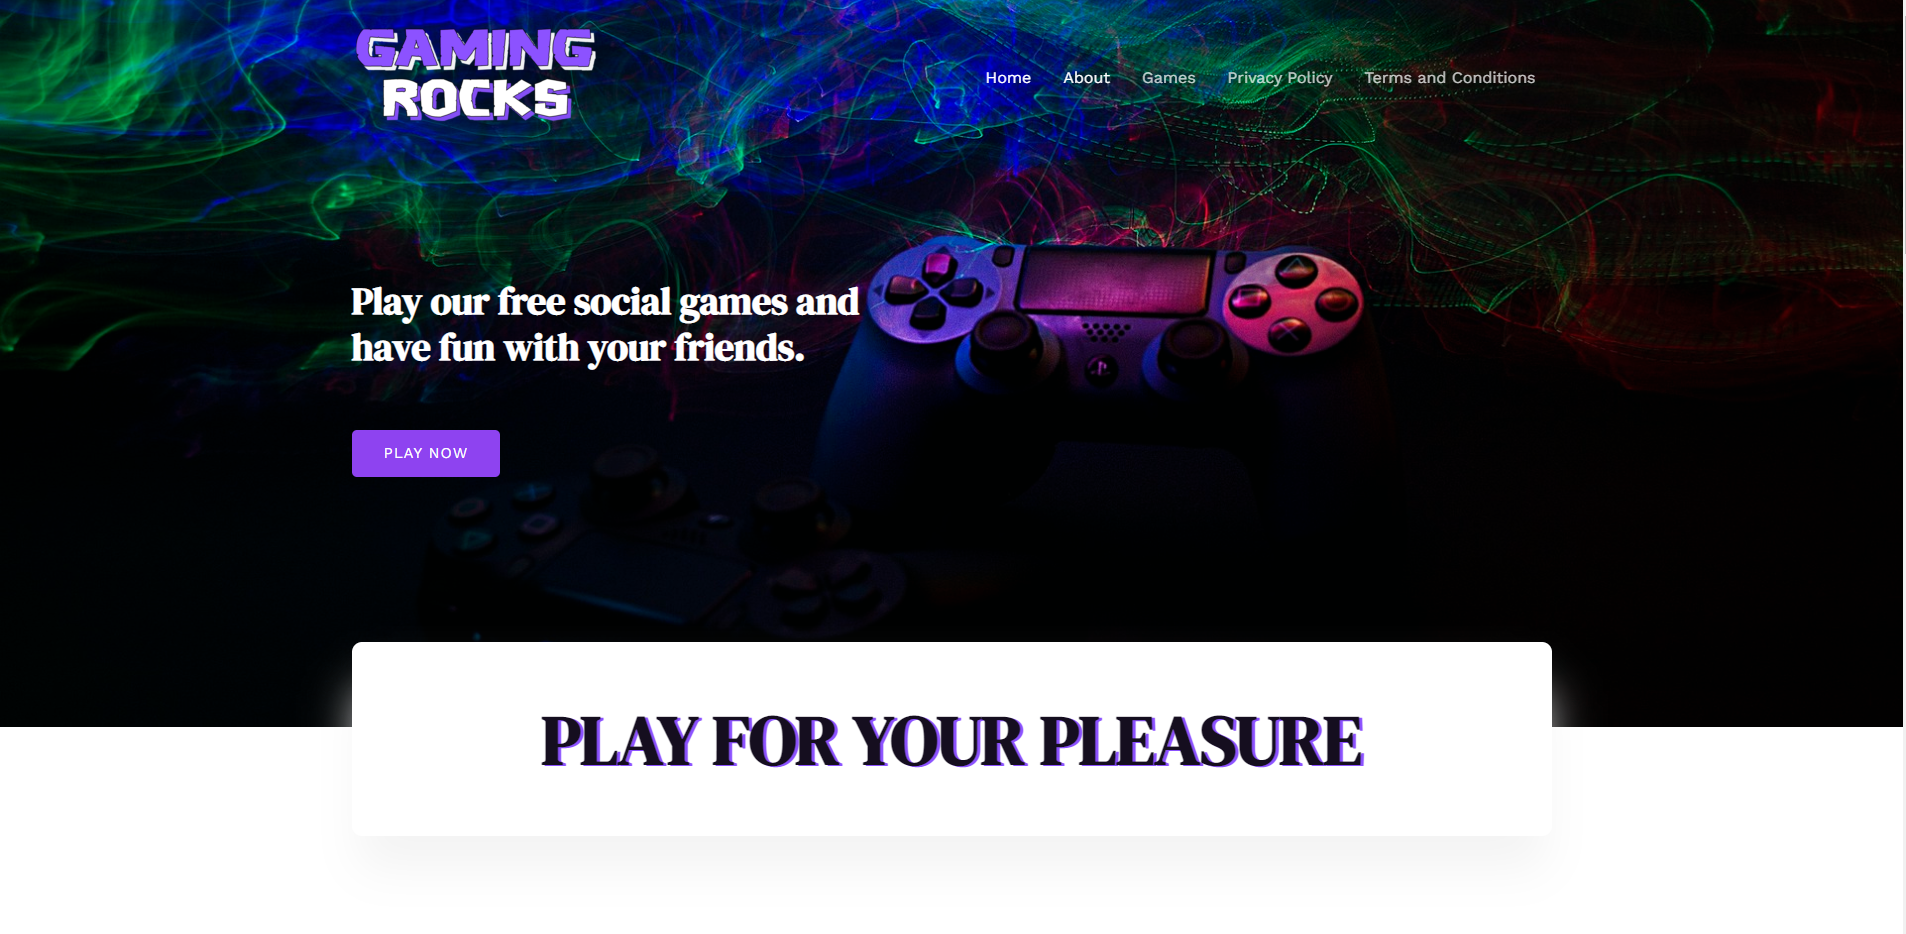 GAMING
ROCKS
Home About Games Privacy Policy Terms and Conditions
Play our free social games and
have fun with your friends.
PLAY NOW
PLAY FOR YOUR PLEASURE